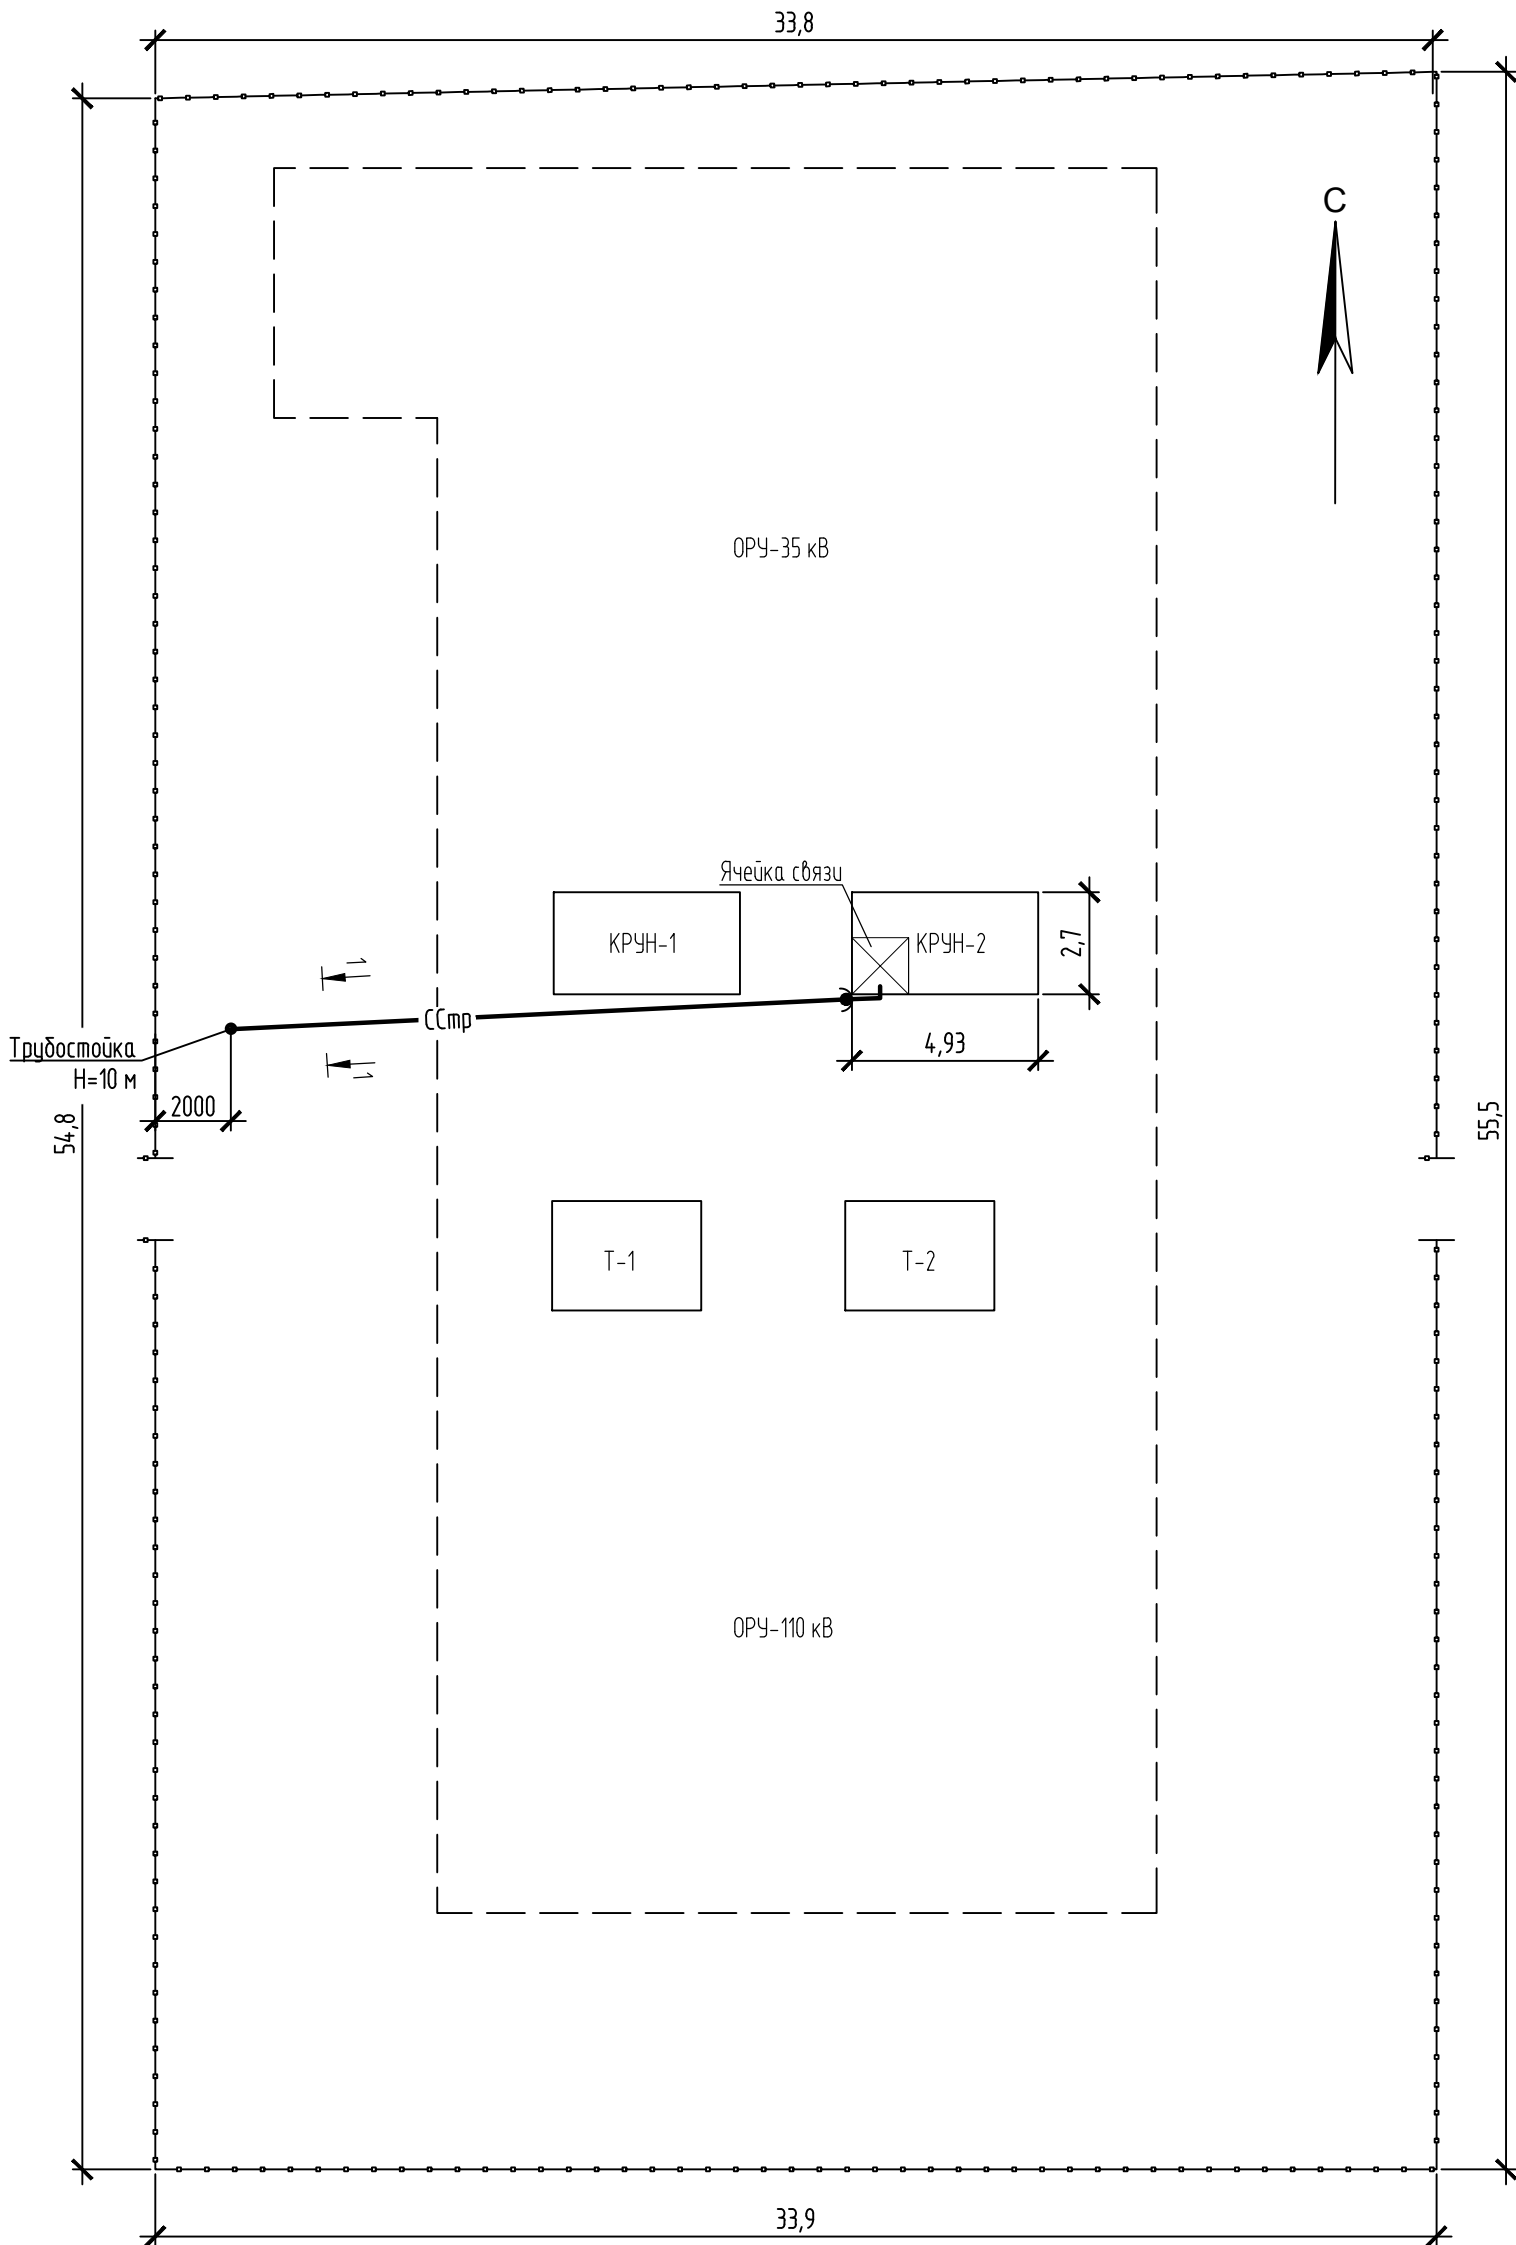 33,8
С
ОРУ-35 кВ
Ячейка связи
КРУН-1
КРУН-2
2,7
1
ССтр
Трубостойка
Н=10 м
4,93
1
2000
54,8
55,5
Т-1
Т-2
ОРУ-110 кВ
33,9